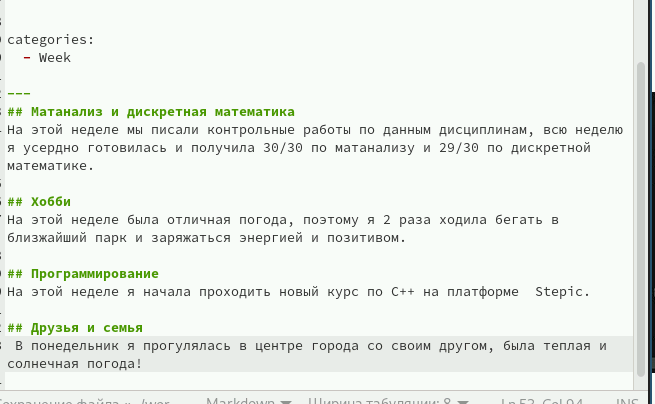 categories:
- Week
---
## Матанализ и дискретная математика
На этой неделе мы писали контрольные работы по данным дисциплинам, всю неделю
я усердно готовилась и получила 30/30 по матанализу и 29/30 по дискретной
математике.
## Хобби
На этой неделе была отличная погода, поэтому я 2 раза ходила бегать в
близжайший парк и заряжаться энергией и позитивом.
## Программирование
На этой неделе я начала проходить новый курс по C++ на платформе  Stepic.
## Друзья и семья
В понедельник я прогулялась в центре города со своим другом, была теплая и
солнечная погода!
Markdown Ширина табуляции: 8 INS